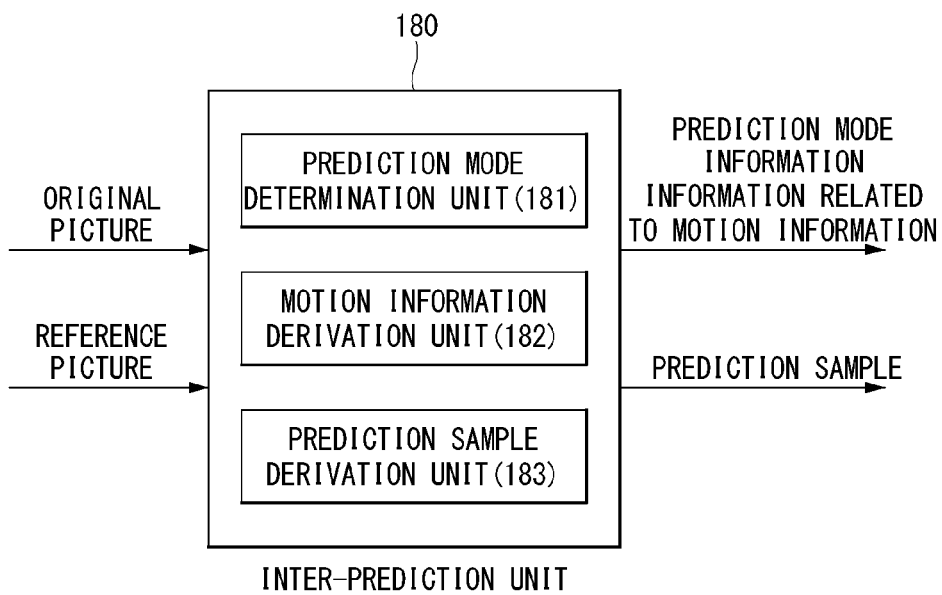 180
PREDICTION MODE
DETERMINATION UNIT(181)
MOTION INFORMATION
DERIVATION UNIT(182)
PREDICTION SAMPLE
DERIVATION UNIT(183)
ORIGINAL
PICTURE
REFERENCE
PICTURE
PREDICTION MODE
INFORMATION
INFORMATION RELATED
TO MOTION INFORMATION
PREDICTION SAMPLE
INTER-PREDICTION UNIT